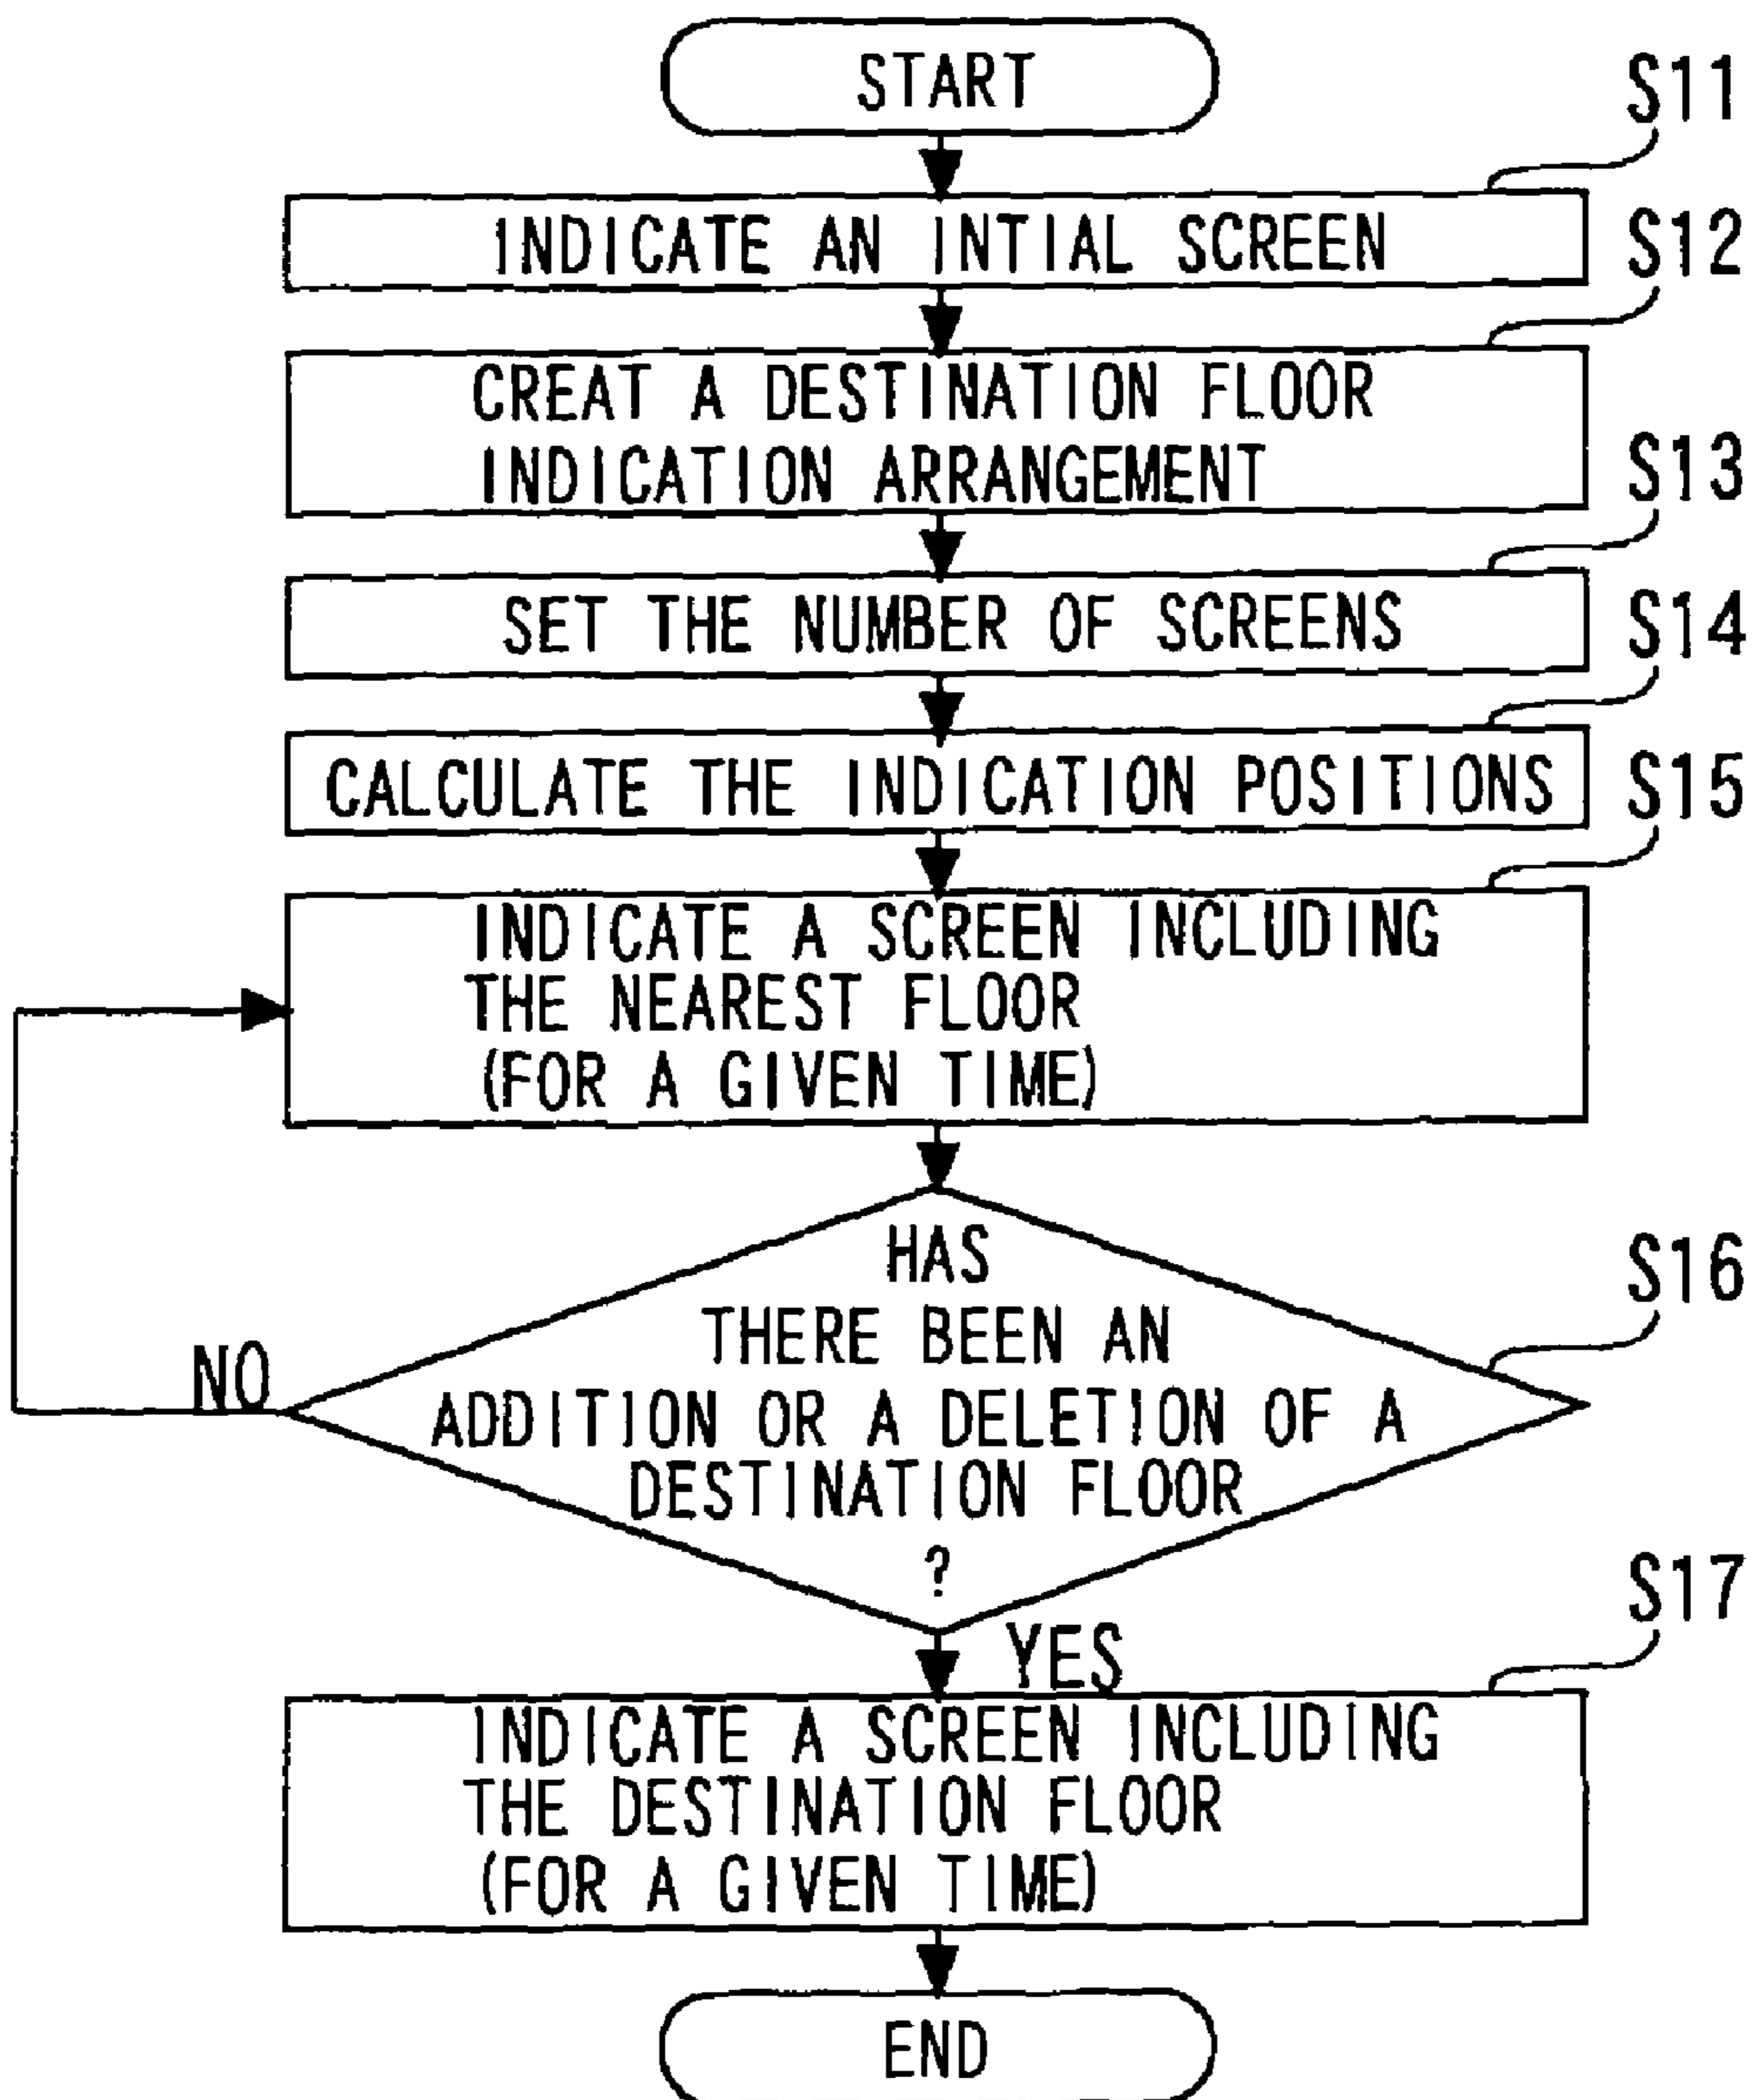 START
S11
INDICATE AN INTIAL SCREEN
S12
CREAT A DESTINATION FLOOR
INDICATION ARRANGEMENT
S13
SET THE NUMBER OF SCREENS
S14
CALCULATE THE INDICATION POSITIONS
S15
INDICATE A SCREEN INCLUDING
THE NEAREST FLOOR
(FOR A GIVEN TIME)
HAS
THERE BEEN AN
ADDITION OR A DELETION OF A
DESTINATION FLOOR
?
S16
NO
YES
S17
INDICATE A SCREEN INCLUDING
THE DESTINATION FLOOR
(FOR A GIVEN TIME)
END